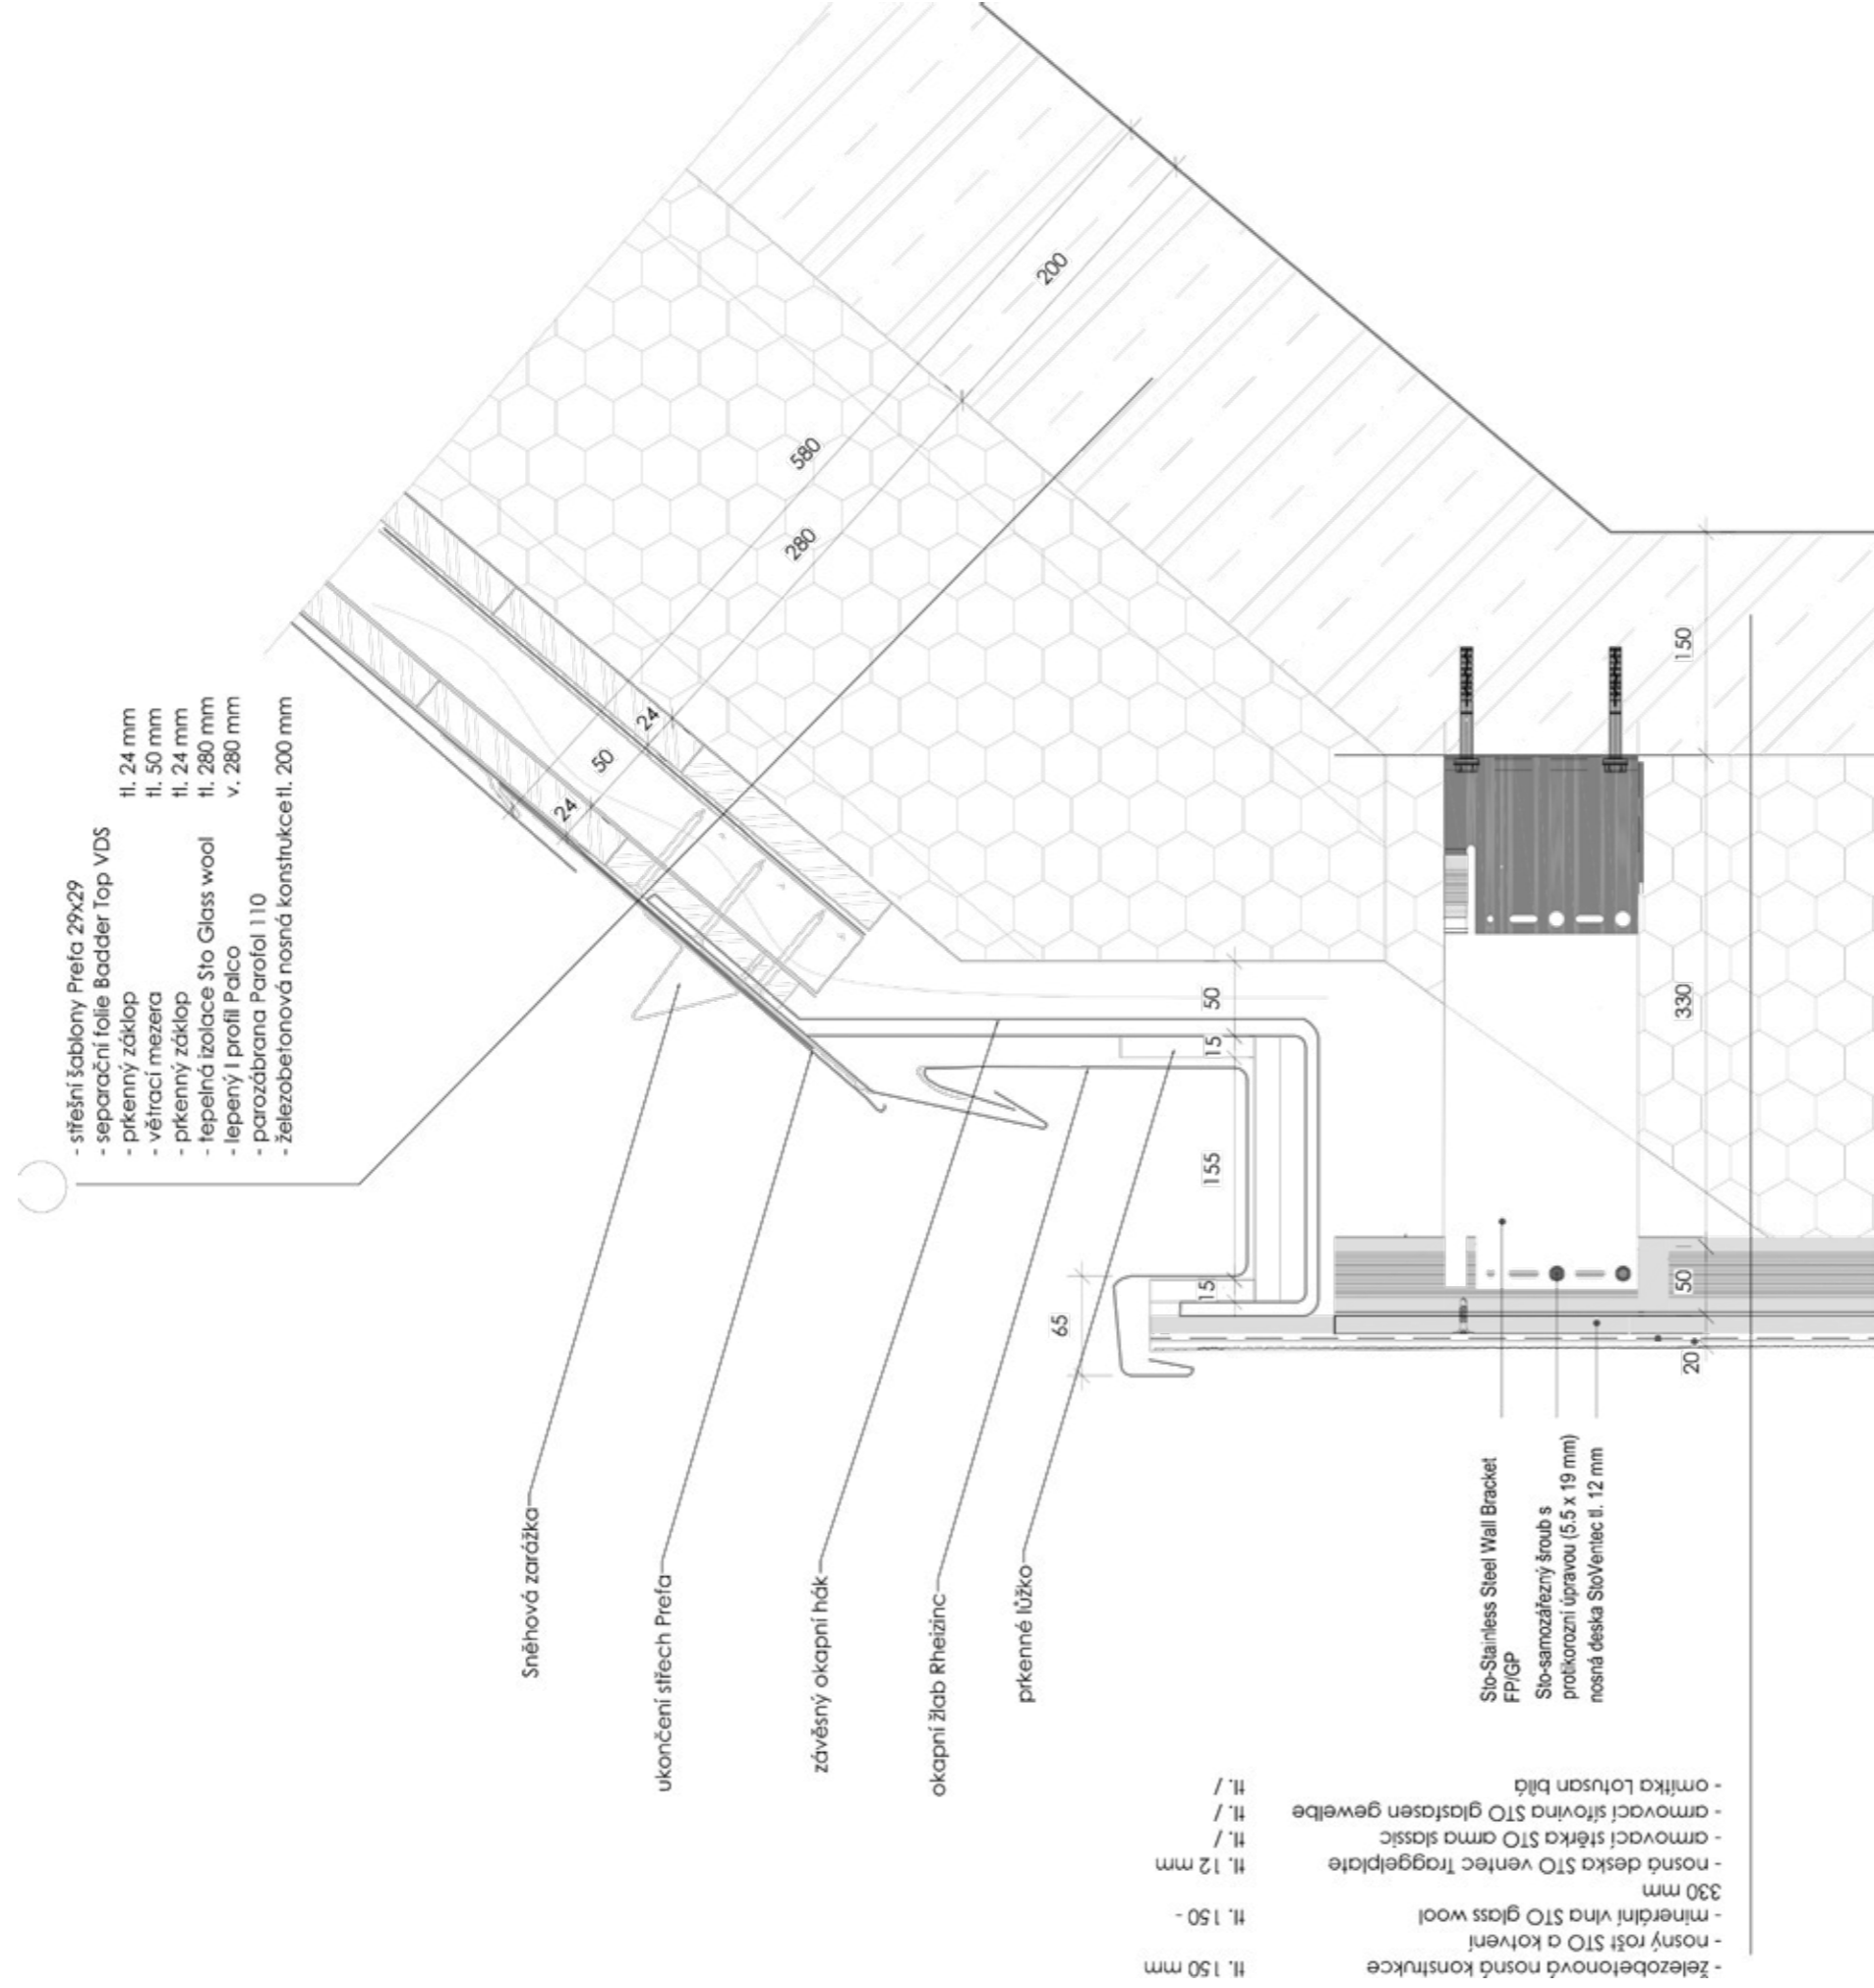 - střešní šablony Prefa 29x29
- separační folie Badder Top VDS
- prkenný záklop tl. 24 mm
- větrací mezera tl. 50 mm
- prkenný záklop tl. 24 mm
- tepelná izolace Sto Glass wool tl. 280 mm
- lepený I profil Palco v. 280 mm
- parozábrana Parofol 110
- železobetonová nosná konstrukcetl. 200 mm
200
580
280
24
50
24
150
330
50
20
50
15
155
15
65
Sněhová zarážka
ukončení střech Prefa
závěsný okapní hák
okapní žlab Rheizinc
prkenné lůžko
Sto-Stainless Steel Wall Bracket
FP/GP
Sto-samozářezný šroub s
protikorozní úpravou (5.5 x 19 mm)
nosná deska StoVentec tl. 12 mm
- železobetonová nosná konstrukce tl. 150 mm
- nosný rošt STO a kotvení
- minerální vlna STO glass wool tl. 150 -
330 mm
- nosná deska STO ventec Traggelplate tl. 12 mm
- armovací stěrka STO arma slassic tl. /
- armovací síťovina STO glasfasen gewelbe tl. /
- omítka Lotusan bílá tl. /